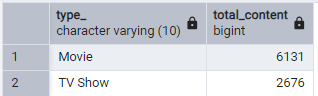 type_ total_content
character varying (10) bigint
1 Movie 6131
2 TV Show 2676